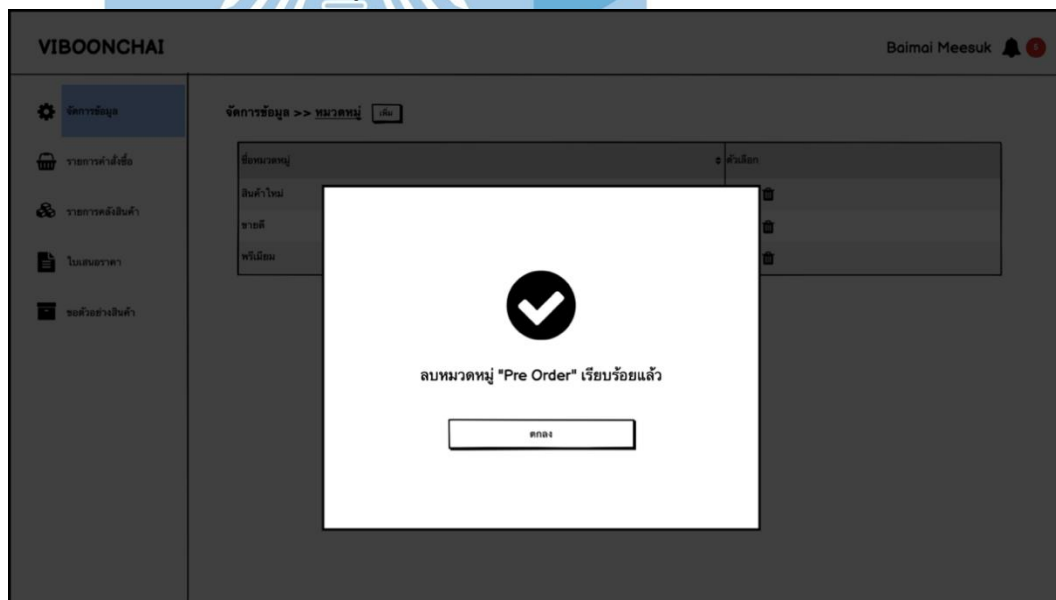 VIBOONCHAI
Baimai Meesuk
จัดการข้อมูล
รายการคำสั่งซื้อ
รายการคลังสินค้า
ใบเสนอราคา
ขอตัวอย่างสินค้า
จัดการข้อมูล >> หมวดหมู่ เพิ่ม
ชื่อหมวดหมู่ ตัวเลือก
สินค้าใหม่
ขายดี
พรีเมียม
ลบหมวดหมู่ "Pre Order" เรียบร้อยแล้ว
ตกลง